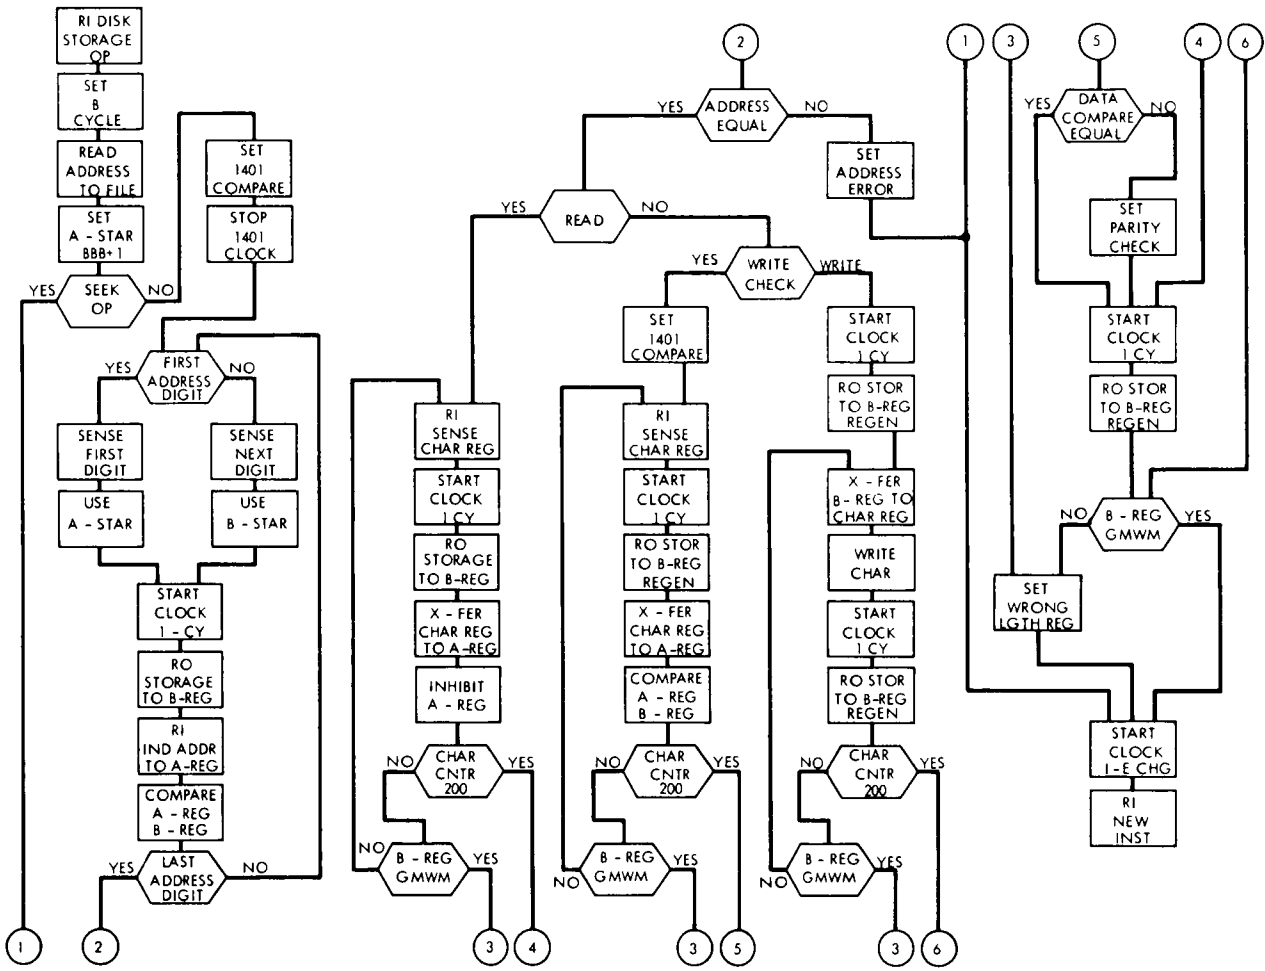 RI DISK
STORAGE
OP
SET
B
CYCLE
READ
ADDRESS
TO FILE
SET
A - STAR
BBB+1
YES
SEEK
OP
NO
SET
1401
COMPARE
STOP
1401
CLOCK
YES
FIRST
ADDRESS
DIGIT
NO
SENSE
FIRST
DIGIT
SENSE
NEXT
DIGIT
USE
A - STAR
USE
B - STAR
START
CLOCK
1 - CY
RO
STORAGE
TO B-REG
RI
IND ADDR
TO A-REG
COMPARE
A - REG
B - REG
YES
LAST
ADDRESS
DIGIT
NO
1
2
2
YES
ADDRESS
EQUAL
NO
SET
ADDRESS
ERROR
YES
READ
NO
YES
WRITE
CHECK
WRITE
RI
SENSE
CHAR REG
START
CLOCK
1 CY
RO
STORAGE
TO B-REG
X - FER
CHAR REG
TO A-REG
INHIBIT
A - REG
NO
CHAR
CNTR
200
YES
NO
B - REG
GMWM
YES
3
4
SET
1401
COMPARE
RI
SENSE
CHAR REG
START
CLOCK
1 CY
RO STOR
TO B-REG
REGEN
X - FER
CHAR REG
TO A-REG
COMPARE
A - REG
B - REG
NO
CHAR
CNTR
200
YES
NO
B - REG
GMWM
YES
3
5
START
CLOCK
1 CY
RO STOR
TO B-REG
REGEN
X - FER
B - REG TO
CHAR REG
WRITE
CHAR
START
CLOCK
1 CY
RO STOR
TO B-REG
REGEN
NO
CHAR
CNTR
200
YES
NO
B - REG
GMWM
YES
3
6
1
3
5
4
6
YES
DATA
COMPARE
EQUAL
NO
SET
PARITY
CHECK
START
CLOCK
1 CY
RO STOR
TO B-REG
REGEN
NO
B - REG
GMWM
YES
SET
WRONG
LGTH REG
START
CLOCK
I-E CHG
RI
NEW
INST